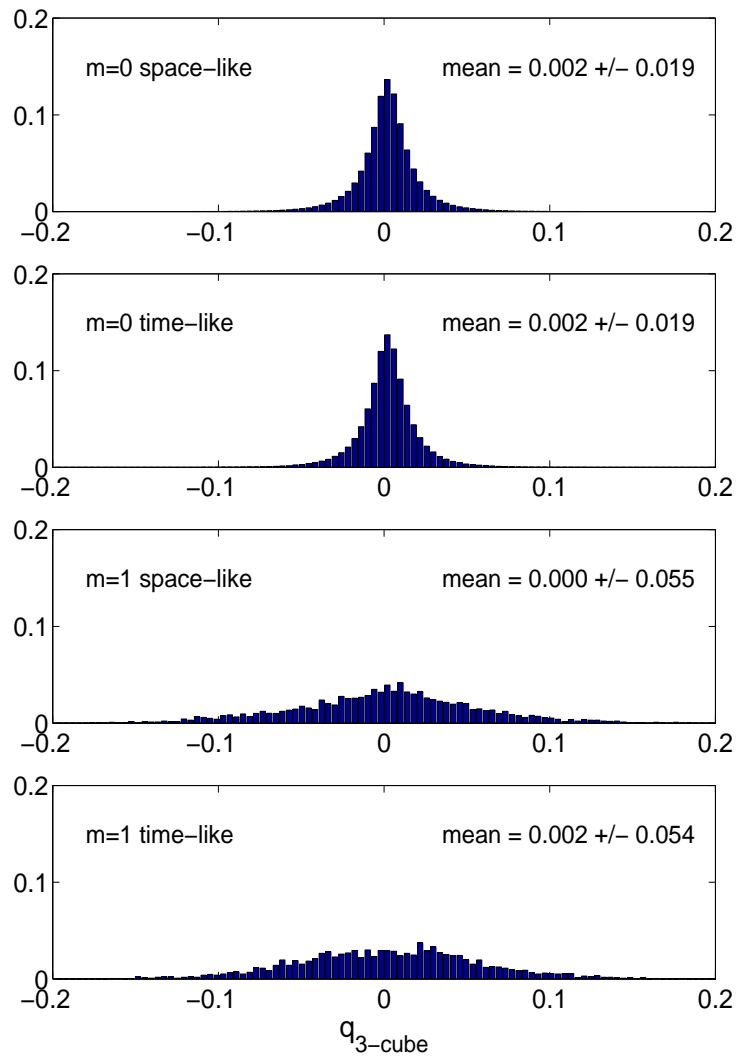 0.2
m=0 space−like
mean = 0.002 +/− 0.019
0.1
0
−0.2 −0.1 0 0.1 0.2
0.2
m=0 time−like
mean = 0.002 +/− 0.019
0.1
0
−0.2 −0.1 0 0.1 0.2
0.2
m=1 space−like
mean = 0.000 +/− 0.055
0.1
0
−0.2 −0.1 0 0.1 0.2
0.2
m=1 time−like
mean = 0.002 +/− 0.054
0.1
0
−0.2 −0.1 0 0.1 0.2
q3−cube